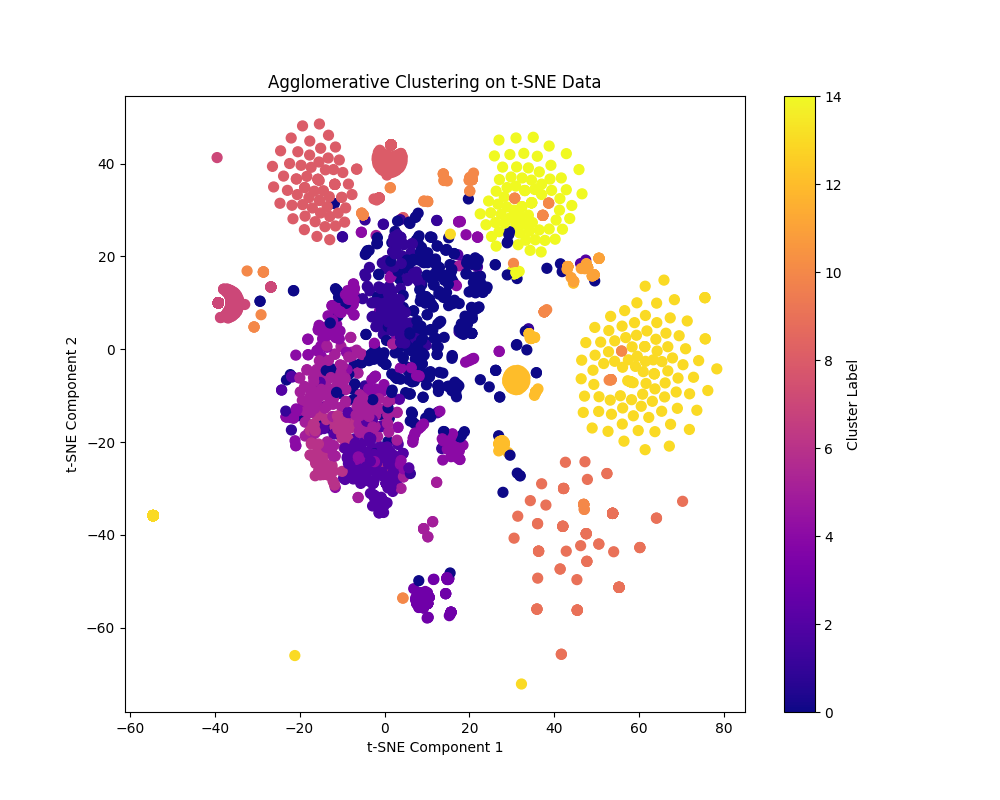 Agglomerative Clustering on t-SNE Data
40
20
0
−20
−40
−60
t-SNE Component 2
−60 −40 −20 0 20 40 60 80
t-SNE Component 1
14
12
10
8
6
4
2
0
Cluster Label